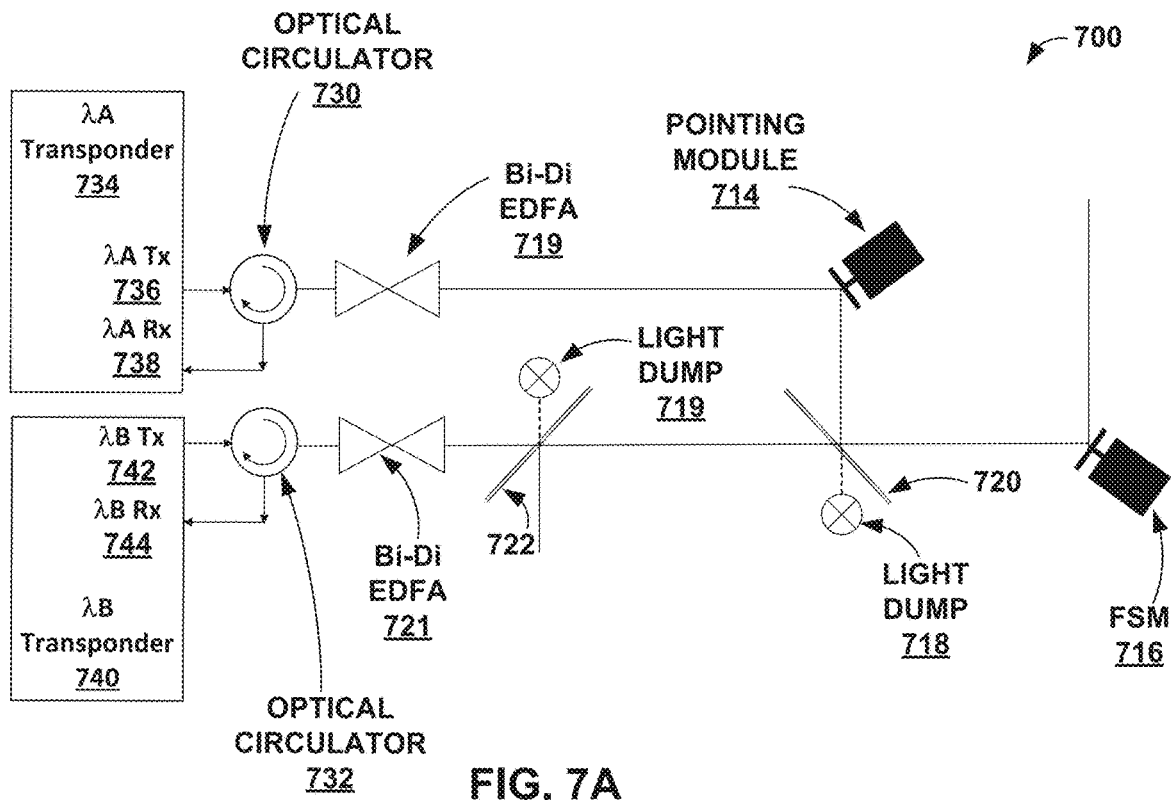 OPTICAL
CIRCULATOR
730
700
λA
Transponder
734
POINTING
MODULE
714
Bi-Di
EDFA
719
λA Tx
736
λA Rx
738
LIGHT
DUMP
719
λB Tx
742
λB Rx
744
722
720
Bi-Di
EDFA
721
LIGHT
DUMP
718
FSM
716
λB
Transponder
740
OPTICAL
CIRCULATOR
732
FIG. 7A